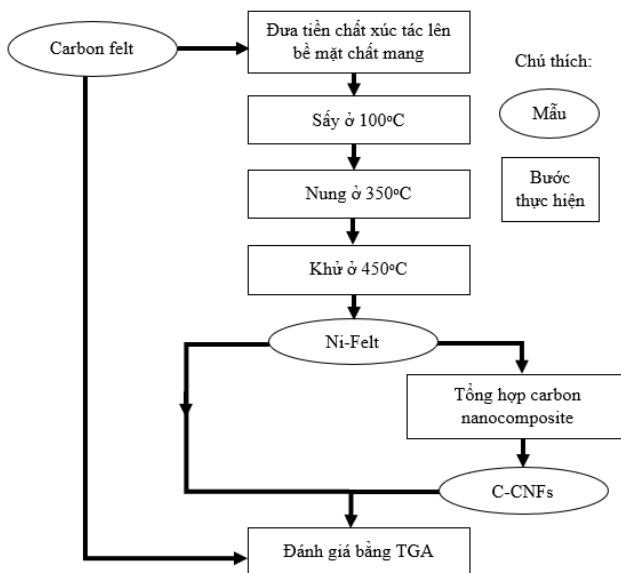 Carbon felt
Đưa tiền chất xúc tác lên
bề mặt chất mang
Chú thích:
Sấy ở 100ºC
Mẫu
Nung ở 350ºC
Bước
thực hiện
Khử ở 450ºC
Ni-Felt
Tổng hợp carbon
nanocomposite
C-CNFs
Đánh giá bằng TGA